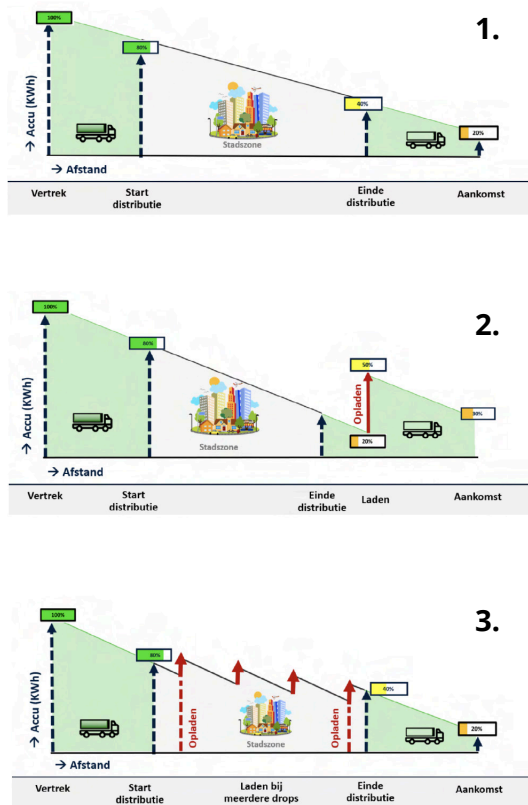 1.
100%
80%
40%
20%
Stadszone
→ Accu (KWh)
→ Afstand
Vertrek
Start
distributie
Einde
distributie
Aankomst
2.
100%
80%
50%
20%
Opladen
Stadszone
→ Accu (KWh)
→ Afstand
Vertrek
Start
distributie
Einde
distributie
Laden
Aankomst
3.
100%
80%
40%
20%
Opladen
Opladen
Stadszone
→ Accu (KWh)
→ Afstand
Vertrek
Start
distributie
Laden bij
meerdere drops
Einde
distributie
Aankomst